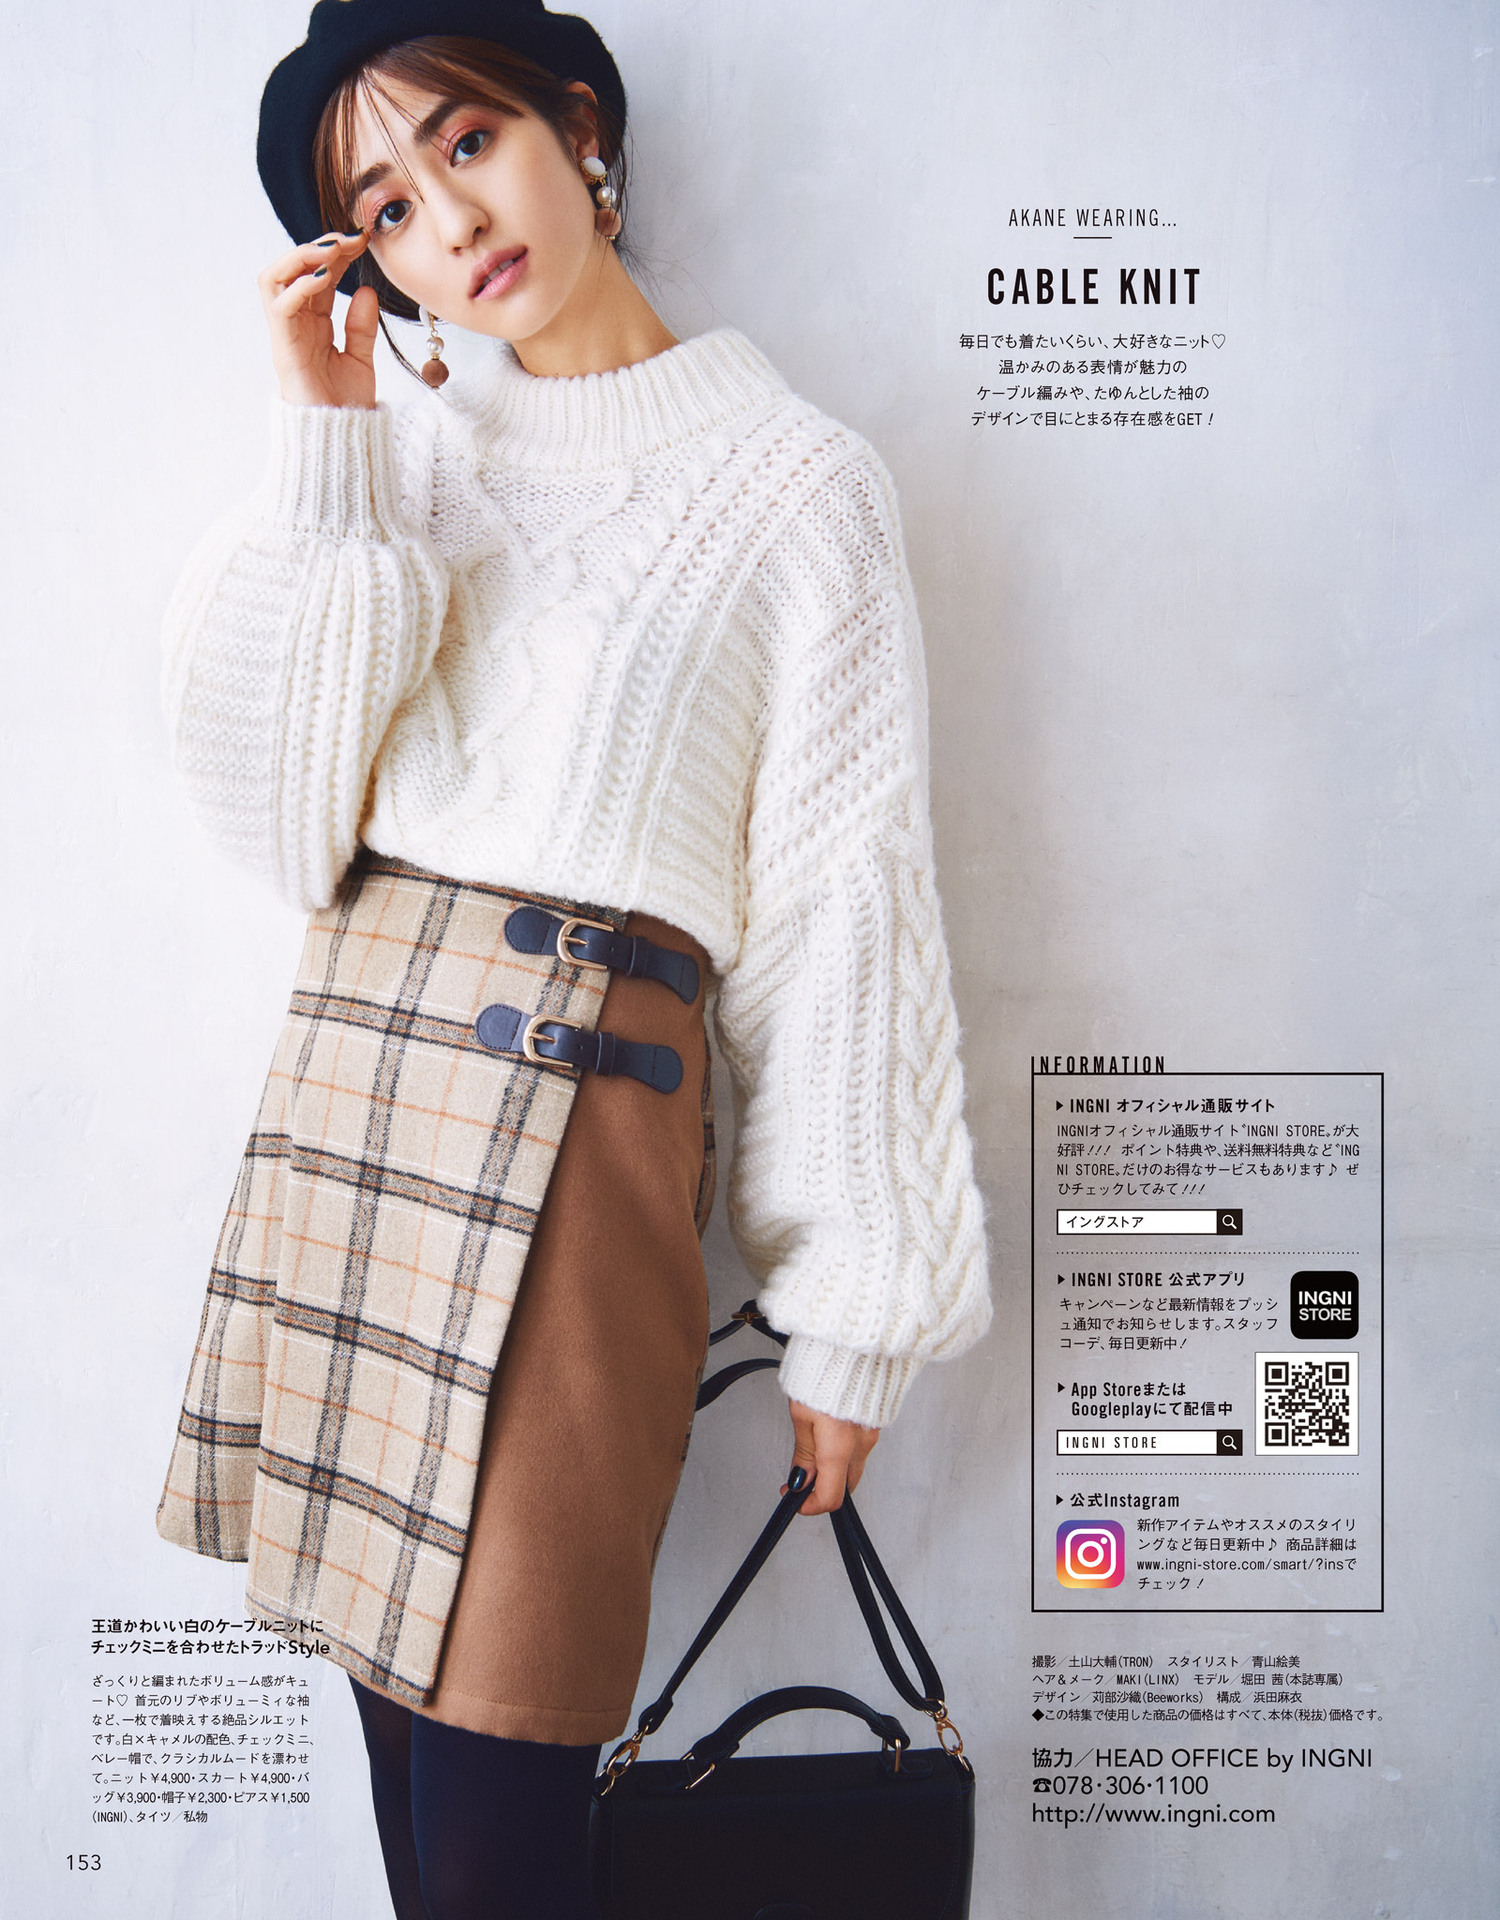 AKANE WEARING...
CABLE KNIT
毎日でも着たいくらい、大好きなニット♡
温かみのある表情が魅力の
ケーブル編みや、たゆんとした袖の
デザインで目にとまる存在感をGET！
INFORMATION
▶INGNI オフィシャル通販サイト
INGNIオフィシャル通販サイト〝INGNI STORE〟が大
好評！！！ ポイント特典や、送料無料特典など〝ING
NI STORE〟だけのお得なサービスもあります♪ ぜ
ひチェックしてみて！！！
イングストア
▶INGNI STORE 公式アプリ
キャンペーンなど最新情報をプッシ
ュ通知でお知らせします。スタッフ
コーデ、毎日更新中！
INGNI
STORE
▶App Storeまたは
Googleplayにて配信中
INGNI STORE
▶公式Instagram
新作アイテムやオススメのスタイリ
ングなど毎日更新中♪ 商品詳細は
www.ingni-store.com/smart/?insで
チェック！
王道かわいい白のケーブルニットに
チェックミニを合わせたトラッドStyle
ざっくりと編まれたボリューム感がキュ
ート♡ 首元のリブやボリューミィな袖
など、一枚で着映えする絶品シルエット
です。白×キャメルの配色、チェックミニ、
ベレー帽で、クラシカルムードを漂わせ
て。ニット￥4,900・スカート￥4,900・バ
ッグ￥3,900・帽子￥2,300・ピアス￥1,500
(INGNI)、タイツ／私物
撮影／土山大輔(TRON) スタイリスト／青山絵美
ヘア＆メーク／MAKI(LINX) モデル／堀田 茜(本誌専属)
デザイン／苅部沙織(Beeworks) 構成／浜田麻衣
◆この特集で使用した商品の価格はすべて、本体(税抜)価格です。
協力／HEAD OFFICE by INGNI
☎078・306・1100
http://www.ingni.com
153